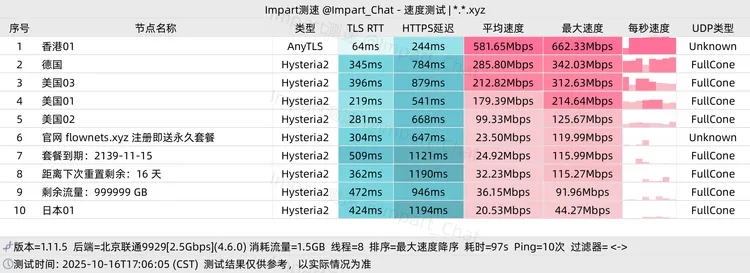 Impart测速 @Impart_Chat - 速度测试 |*.*.xyz
序号 节点名称 类型 TLS RTT HTTPS延迟 平均速度 最大速度 每秒速度 UDP类型
1 香港01 AnyTLS 64ms 244ms 581.65Mbps 662.33Mbps Unknown
2 德国 Hysteria2 345ms 784ms 285.80Mbps 342.03Mbps FullCone
3 美国03 Hysteria2 396ms 879ms 212.82Mbps 312.63Mbps FullCone
4 美国01 Hysteria2 219ms 541ms 179.39Mbps 214.64Mbps FullCone
5 美国02 Hysteria2 281ms 668ms 99.33Mbps 125.67Mbps FullCone
6 官网 flownets.xyz 注册即送永久套餐 Hysteria2 304ms 647ms 23.50Mbps 119.99Mbps Unknown
7 套餐到期：2139-11-15 Hysteria2 509ms 1121ms 24.92Mbps 115.99Mbps FullCone
8 距离下次重置剩余：16 天 Hysteria2 362ms 1190ms 32.23Mbps 115.27Mbps FullCone
9 剩余流量：999999 GB Hysteria2 472ms 946ms 36.15Mbps 91.96Mbps FullCone
10 日本01 Hysteria2 424ms 1194ms 20.53Mbps 44.27Mbps FullCone
版本=1.11.5 后端=北京联通9929[2.5Gbps](4.6.0) 消耗流量=1.5GB 线程=8 排序=最大速度降序 耗时=97s Ping=10次 过滤器= <->
测试时间：2025-10-16T17:06:05 (CST) 测试结果仅供参考，以实际情况为准